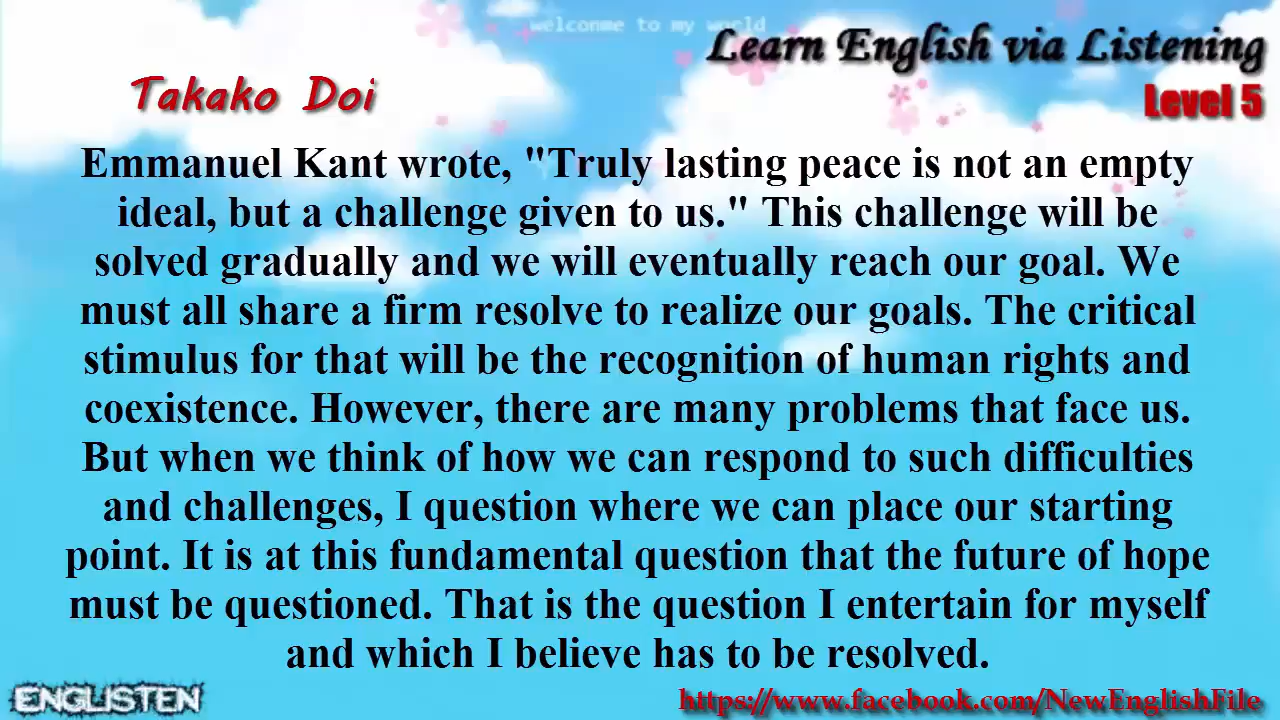 welconme to my world
Learn English via Listening
Level 5
Takako Doi
Emmanuel Kant wrote, "Truly lasting peace is not an empty
ideal, but a challenge given to us." This challenge will be
solved gradually and we will eventually reach our goal. We
must all share a firm resolve to realize our goals. The critical
stimulus for that will be the recognition of human rights and
coexistence. However, there are many problems that face us.
But when we think of how we can respond to such difficulties
and challenges, I question where we can place our starting
point. It is at this fundamental question that the future of hope
must be questioned. That is the question I entertain for myself
and which I believe has to be resolved.
ENGLISTEN
https://www.facebook.com/NewEnglishFile